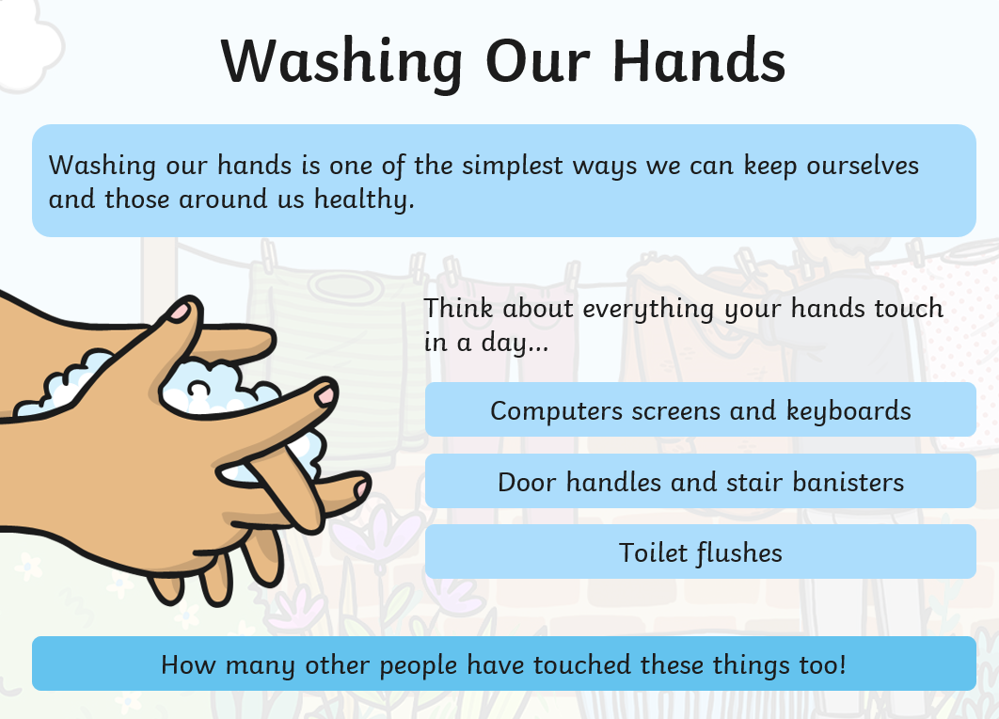 Washing Our Hands
Washing our hands is one of the simplest ways we can keep ourselves
and those around us healthy.
Think about everything your hands touch
in a day...
Computers screens and keyboards
Door handles and stair banisters
Toilet flushes
How many other people have touched these things too!